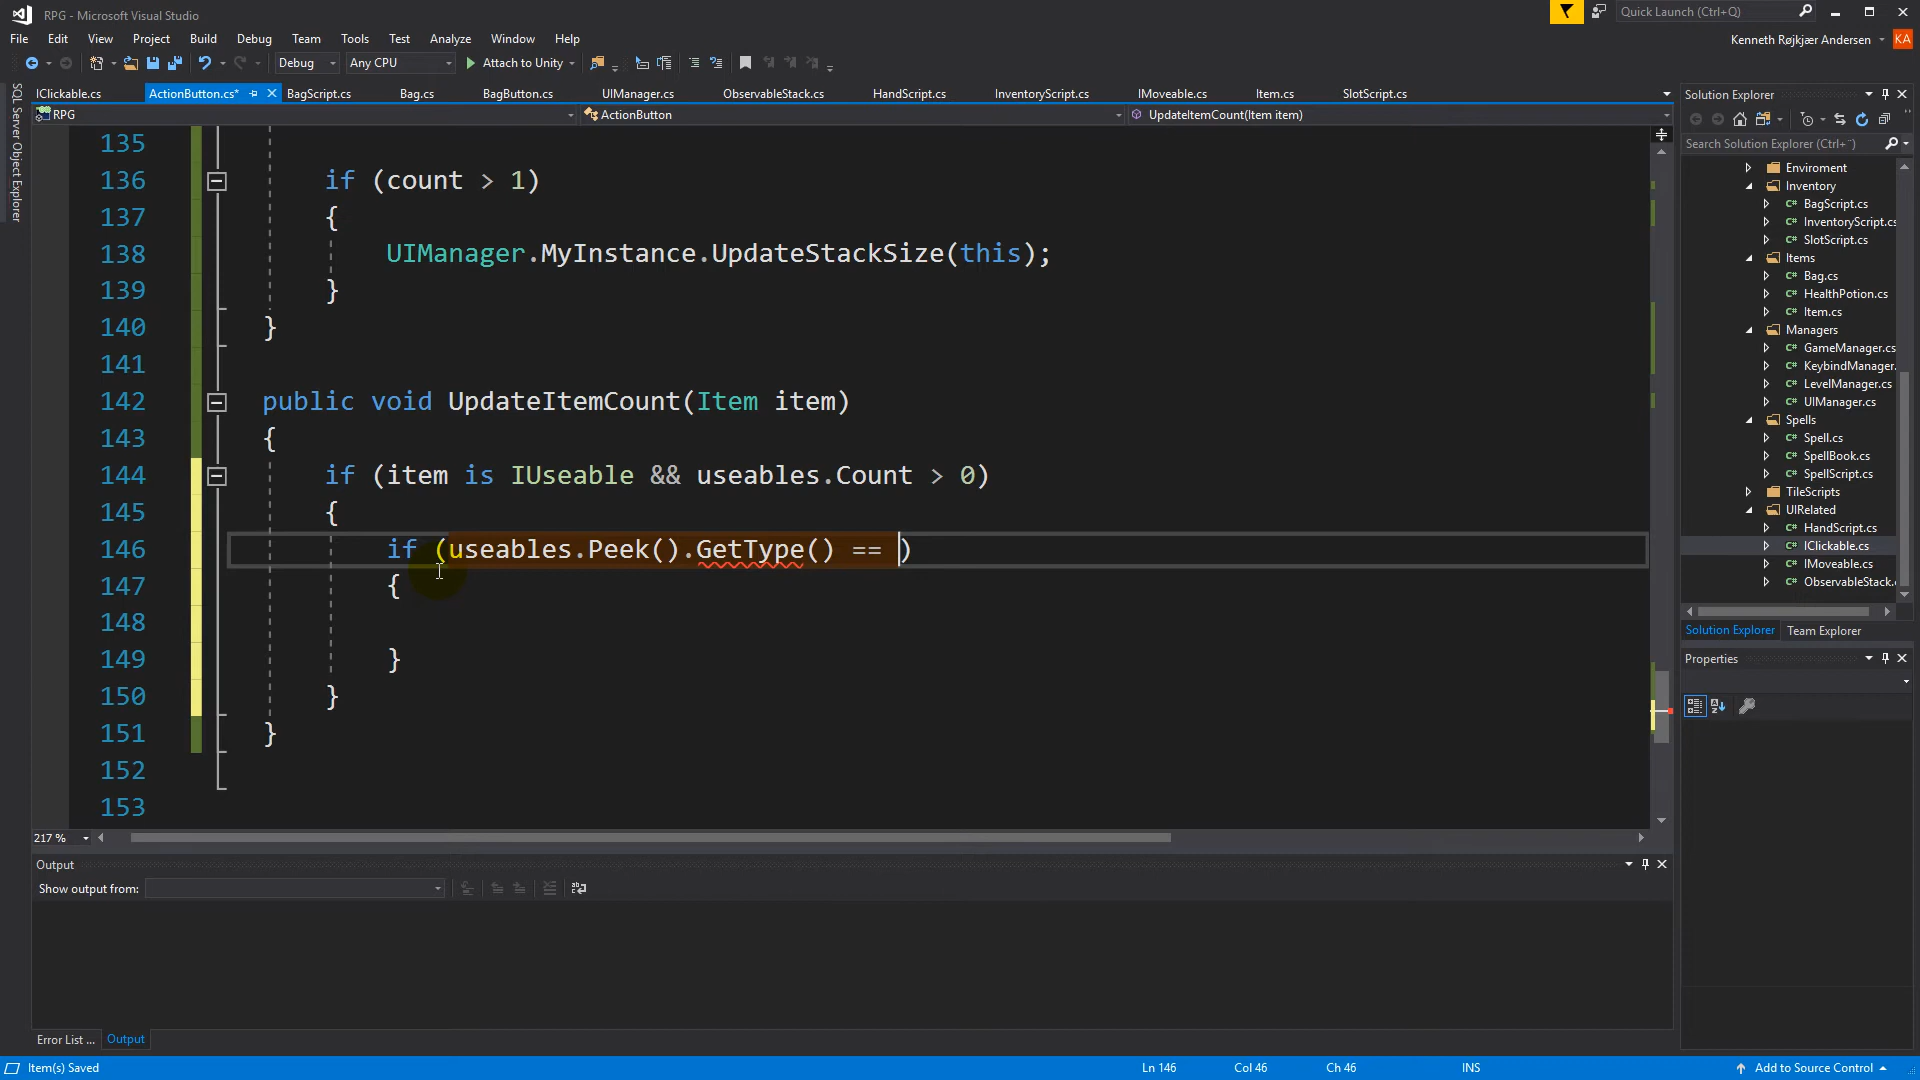 RPG - Microsoft Visual Studio
Quick Launch (Ctrl+Q)
File Edit View Project Build Debug Team Tools Test Analyze Window Help
Kenneth Røjkjær Andersen KA
Debug Any CPU Attach to Unity
IClickable.cs ActionButton.cs* BagScript.cs Bag.cs BagButton.cs UIManager.cs ObservableStack.cs HandScript.cs InventoryScript.cs IMoveable.cs Item.cs SlotScript.cs
RPG ActionButton UpdateItemCount(Item item)
SQL Server Object Explorer
135
136 if (count > 1)
137 {
138 UIManager.MyInstance.UpdateStackSize(this);
139 }
140 }
141
142 public void UpdateItemCount(Item item)
143 {
144 if (item is IUseable && useables.Count > 0)
145 {
146 if (useables.Peek().GetType() == )
147 {
148
149 }
150 }
151 }
152
153
217 %
Output
Show output from:
Error List ... Output
Item(s) Saved
Ln 146 Col 46 Ch 46 INS
Add to Source Control
Solution Explorer
Search Solution Explorer (Ctrl+¨)
Enviroment
Inventory
C# BagScript.cs
C# InventoryScript.cs
C# SlotScript.cs
Items
C# Bag.cs
C# HealthPotion.cs
C# Item.cs
Managers
C# GameManager.cs
C# KeybindManager.
C# LevelManager.cs
C# UIManager.cs
Spells
C# Spell.cs
C# SpellBook.cs
C# SpellScript.cs
TileScripts
UIRelated
C# HandScript.cs
C# IClickable.cs
C# IMoveable.cs
C# ObservableStack.
Solution Explorer Team Explorer
Properties